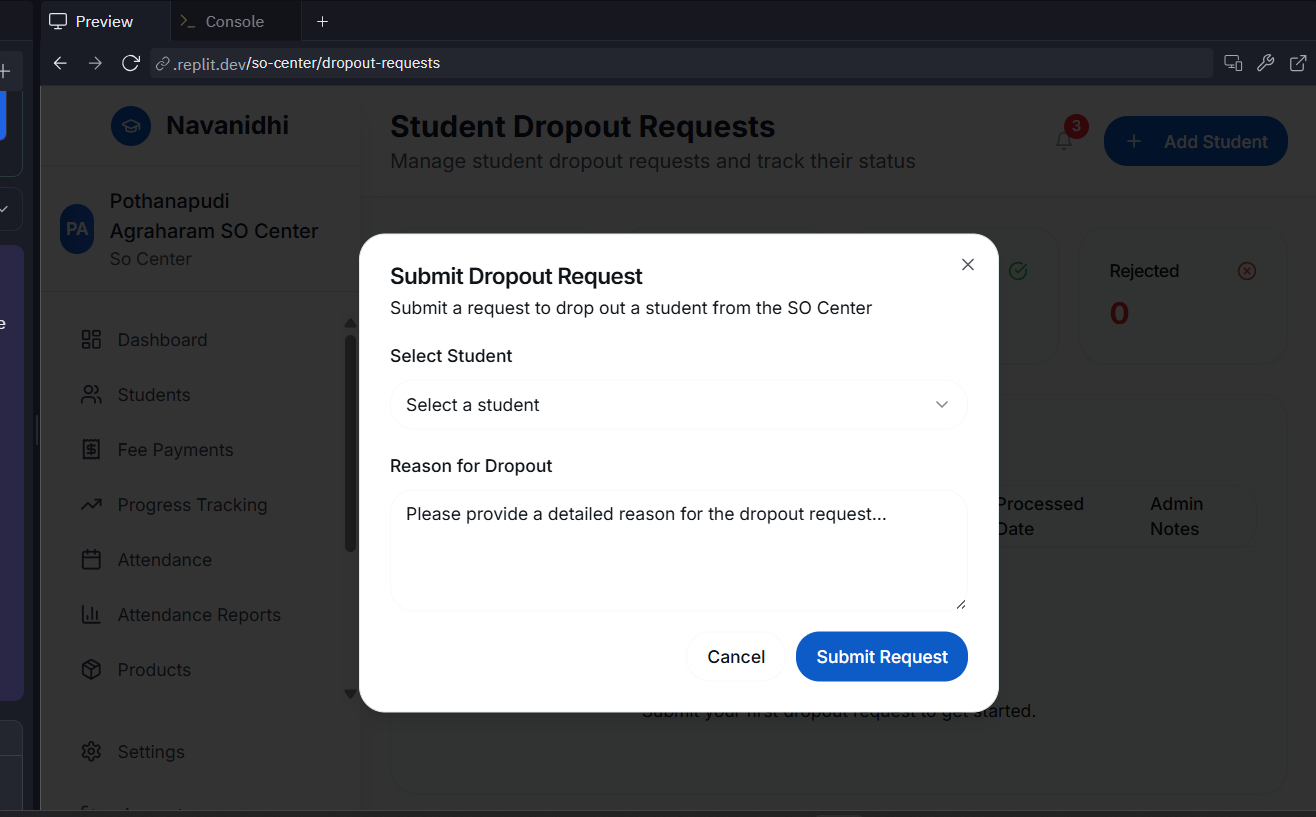 Preview
Console
.replit.dev/so-center/dropout-requests
Navanidhi
Student Dropout Requests
Manage student dropout requests and track their status
3
Add Student
PA
Pothanapudi
Agraharam SO Center
So Center
Dashboard
Students
Fee Payments
Progress Tracking
Attendance
Attendance Reports
Products
Settings
Submit Dropout Request
Submit a request to drop out a student from the SO Center
Select Student
Select a student
Reason for Dropout
Please provide a detailed reason for the dropout request...
Cancel
Submit Request
Rejected
0
Processed
Date
Admin
Notes
Submit your first dropout request to get started.